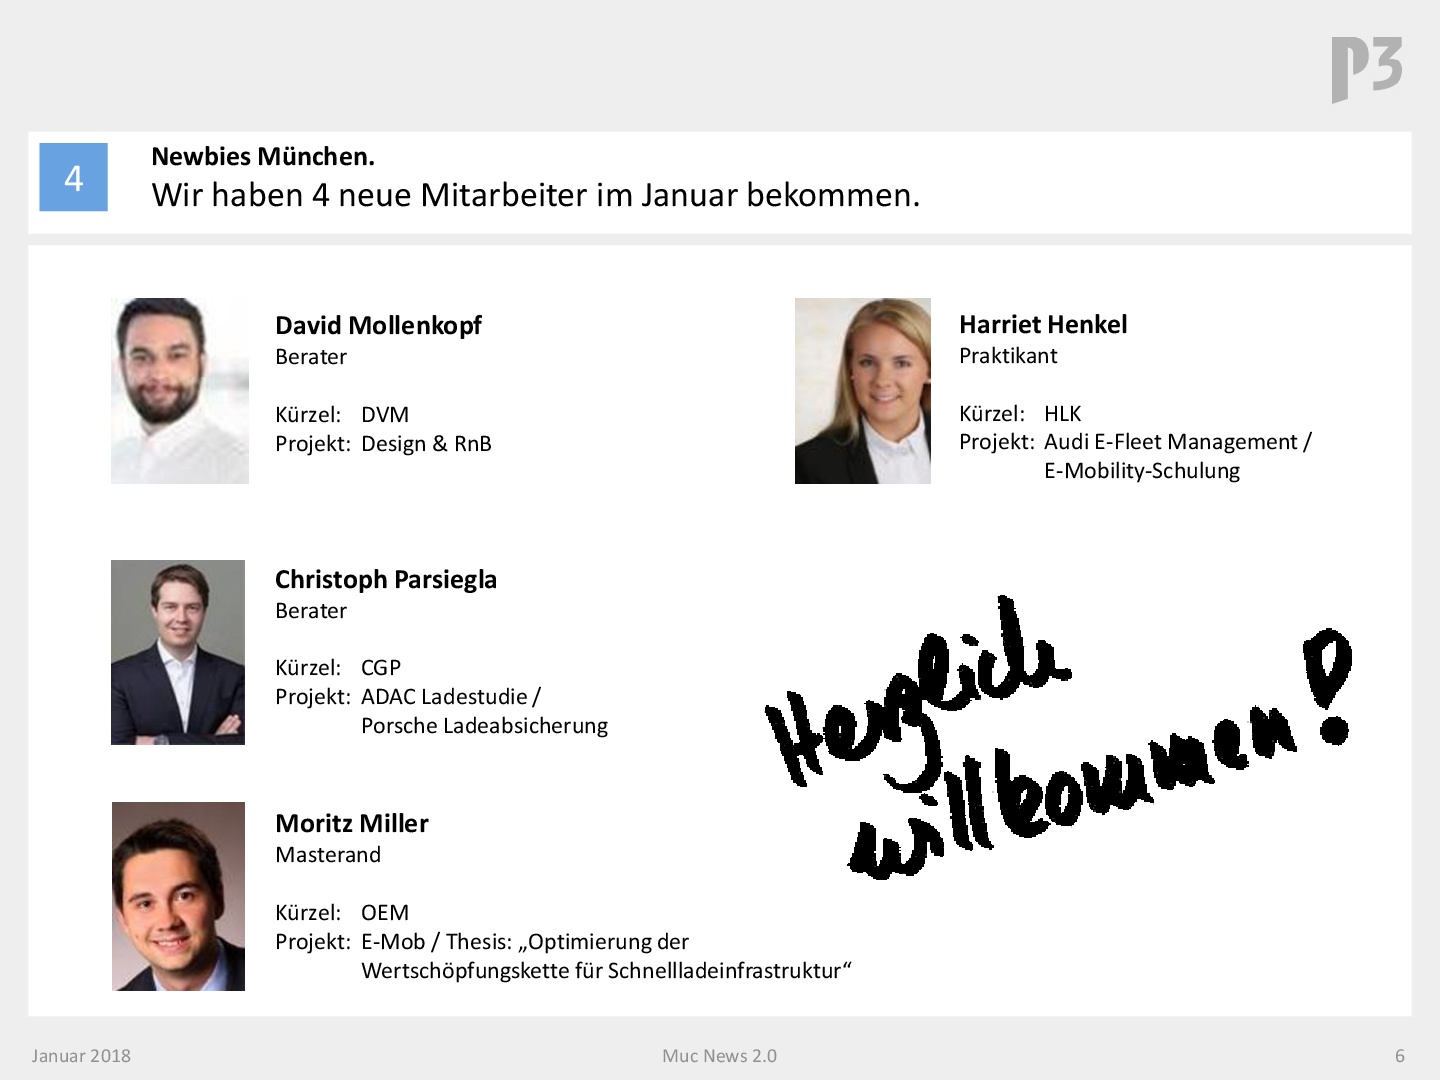 P3
4
Newbies München.
Wir haben 4 neue Mitarbeiter im Januar bekommen.
David Mollenkopf
Berater
Kürzel: DVM
Projekt: Design & RnB
Harriet Henkel
Praktikant
Kürzel: HLK
Projekt: Audi E-Fleet Management /
E-Mobility-Schulung
Christoph Parsiegla
Berater
Kürzel: CGP
Projekt: ADAC Ladestudie /
Porsche Ladeabsicherung
Herzlich
willkommen!
Moritz Miller
Masterand
Kürzel: OEM
Projekt: E-Mob / Thesis: „Optimierung der
Wertschöpfungskette für Schnellladeinfrastruktur“
Januar 2018
Muc News 2.0
6